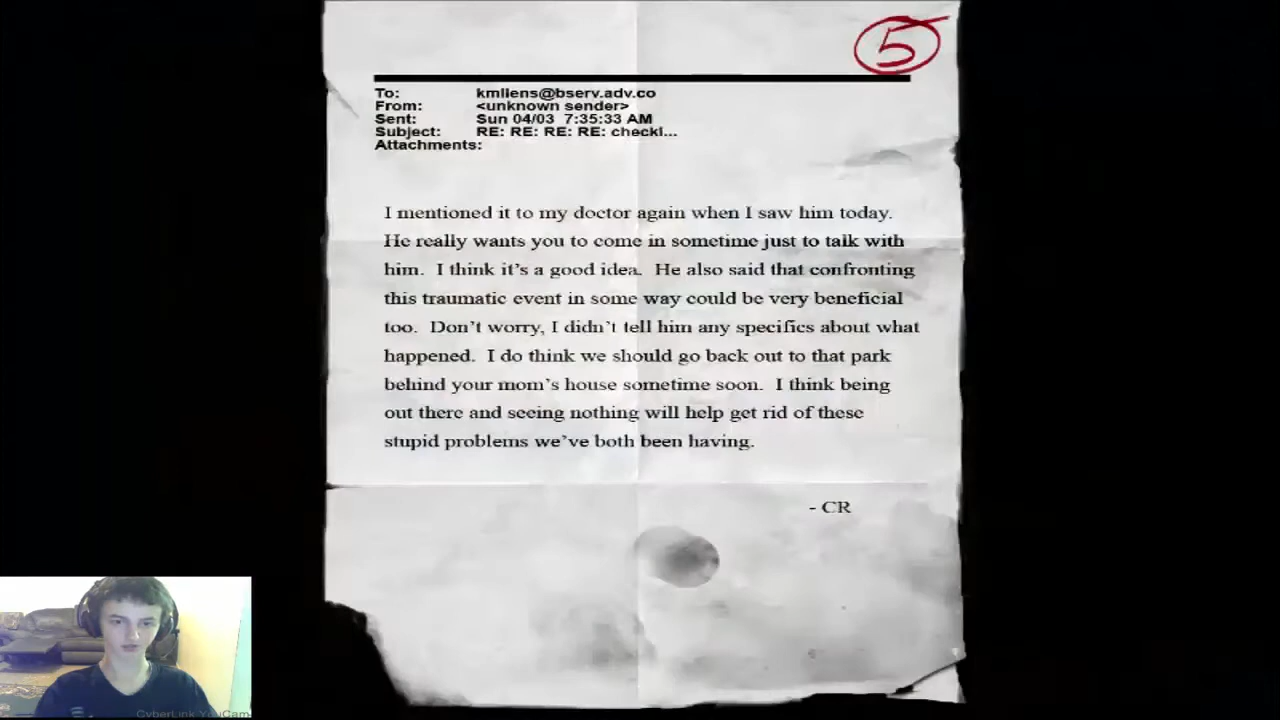 5
To: kmliens@bserv.adv.co
From: <unknown sender>
Sent: Sun 04/03 7:35:33 AM
Subject: RE: RE: RE: RE: checki...
Attachments:
I mentioned it to my doctor again when I saw him today.
He really wants you to come in sometime just to talk with
him. I think it's a good idea. He also said that confronting
this traumatic event in some way could be very beneficial
too. Don't worry, I didn't tell him any specifics about what
happened. I do think we should go back out to that park
behind your mom's house sometime soon. I think being
out there and seeing nothing will help get rid of these
stupid problems we've both been having.
- CR
CyberLink YouCam